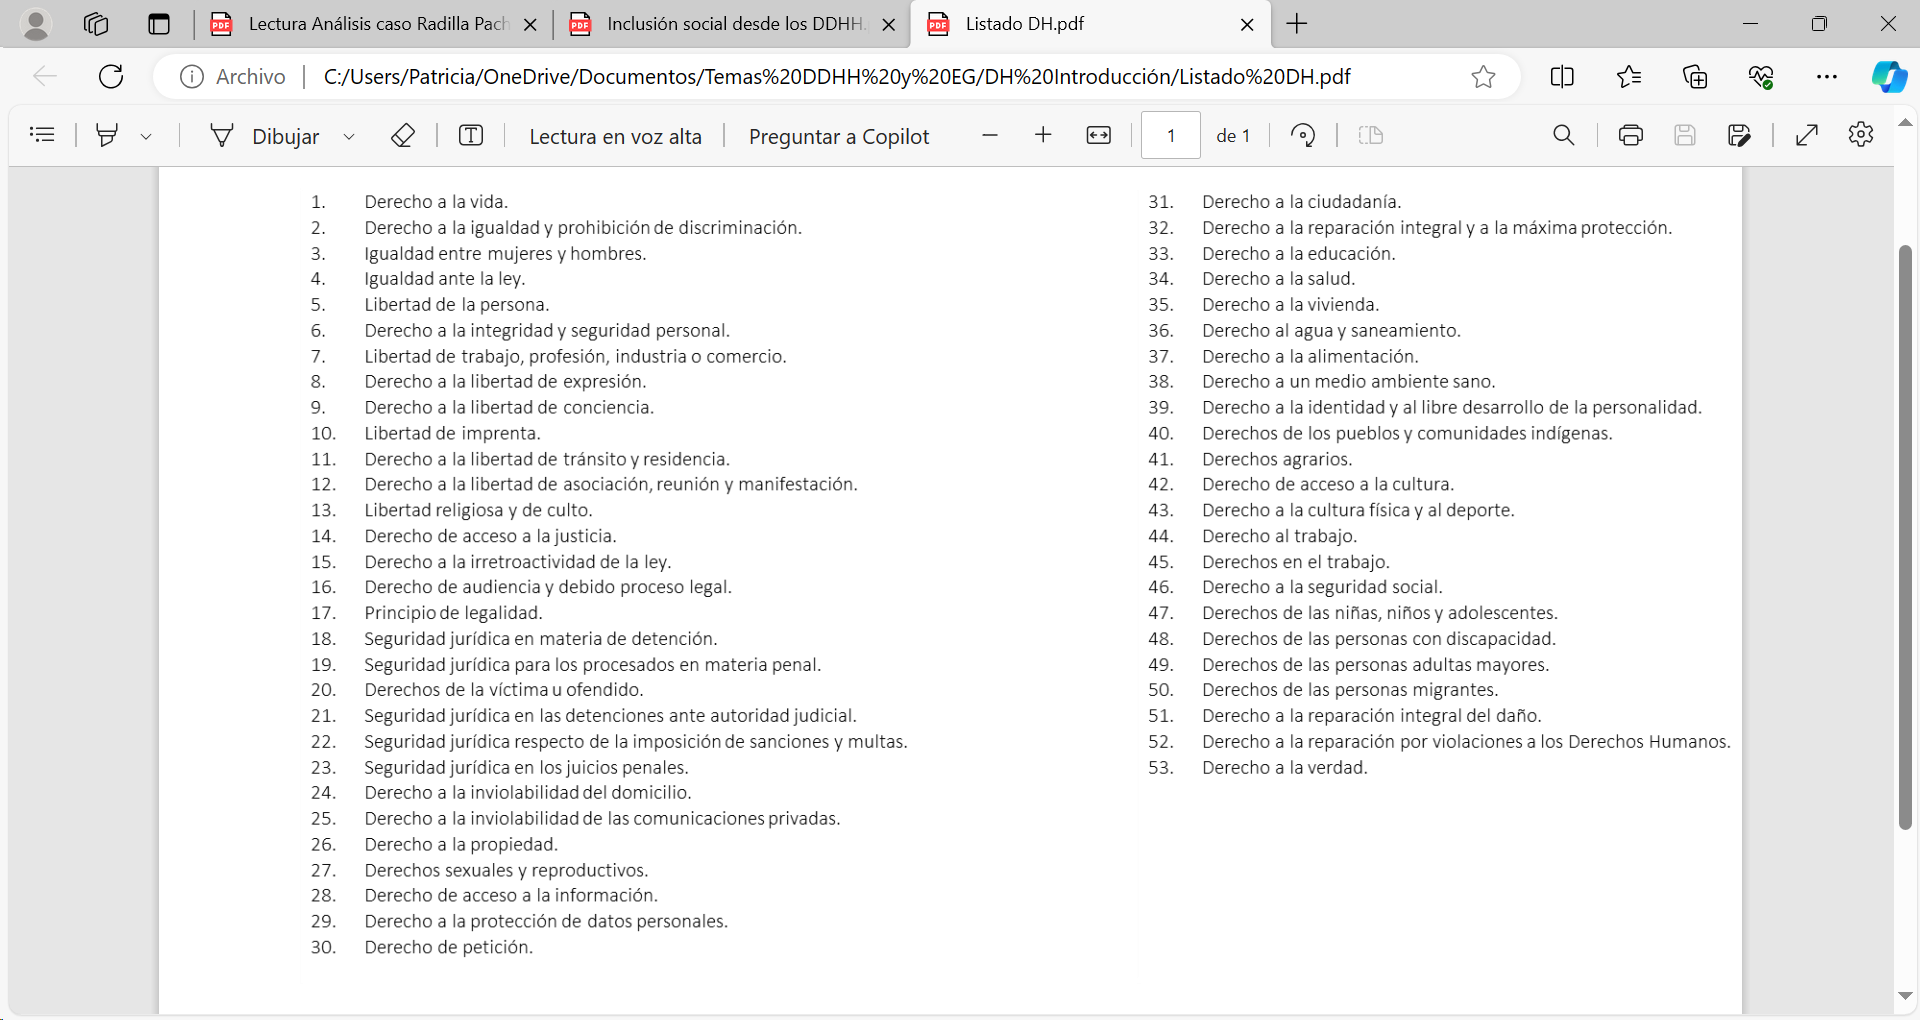 Lectura Análisis caso Radilla Pach
Inclusión social desde los DDHH.
Listado DH.pdf
Archivo
C:/Users/Patricia/OneDrive/Documentos/Temas%20DDHH%20y%20EG/DH%20Introducción/Listado%20DH.pdf
Dibujar
Lectura en voz alta
Preguntar a Copilot
1
de 1
1. Derecho a la vida.
2. Derecho a la igualdad y prohibición de discriminación.
3. Igualdad entre mujeres y hombres.
4. Igualdad ante la ley.
5. Libertad de la persona.
6. Derecho a la integridad y seguridad personal.
7. Libertad de trabajo, profesión, industria o comercio.
8. Derecho a la libertad de expresión.
9. Derecho a la libertad de conciencia.
10. Libertad de imprenta.
11. Derecho a la libertad de tránsito y residencia.
12. Derecho a la libertad de asociación, reunión y manifestación.
13. Libertad religiosa y de culto.
14. Derecho de acceso a la justicia.
15. Derecho a la irretroactividad de la ley.
16. Derecho de audiencia y debido proceso legal.
17. Principio de legalidad.
18. Seguridad jurídica en materia de detención.
19. Seguridad jurídica para los procesados en materia penal.
20. Derechos de la víctima u ofendido.
21. Seguridad jurídica en las detenciones ante autoridad judicial.
22. Seguridad jurídica respecto de la imposición de sanciones y multas.
23. Seguridad jurídica en los juicios penales.
24. Derecho a la inviolabilidad del domicilio.
25. Derecho a la inviolabilidad de las comunicaciones privadas.
26. Derecho a la propiedad.
27. Derechos sexuales y reproductivos.
28. Derecho de acceso a la información.
29. Derecho a la protección de datos personales.
30. Derecho de petición.
31. Derecho a la ciudadanía.
32. Derecho a la reparación integral y a la máxima protección.
33. Derecho a la educación.
34. Derecho a la salud.
35. Derecho a la vivienda.
36. Derecho al agua y saneamiento.
37. Derecho a la alimentación.
38. Derecho a un medio ambiente sano.
39. Derecho a la identidad y al libre desarrollo de la personalidad.
40. Derechos de los pueblos y comunidades indígenas.
41. Derechos agrarios.
42. Derecho de acceso a la cultura.
43. Derecho a la cultura física y al deporte.
44. Derecho al trabajo.
45. Derechos en el trabajo.
46. Derecho a la seguridad social.
47. Derechos de las niñas, niños y adolescentes.
48. Derechos de las personas con discapacidad.
49. Derechos de las personas adultas mayores.
50. Derechos de las personas migrantes.
51. Derecho a la reparación integral del daño.
52. Derecho a la reparación por violaciones a los Derechos Humanos.
53. Derecho a la verdad.